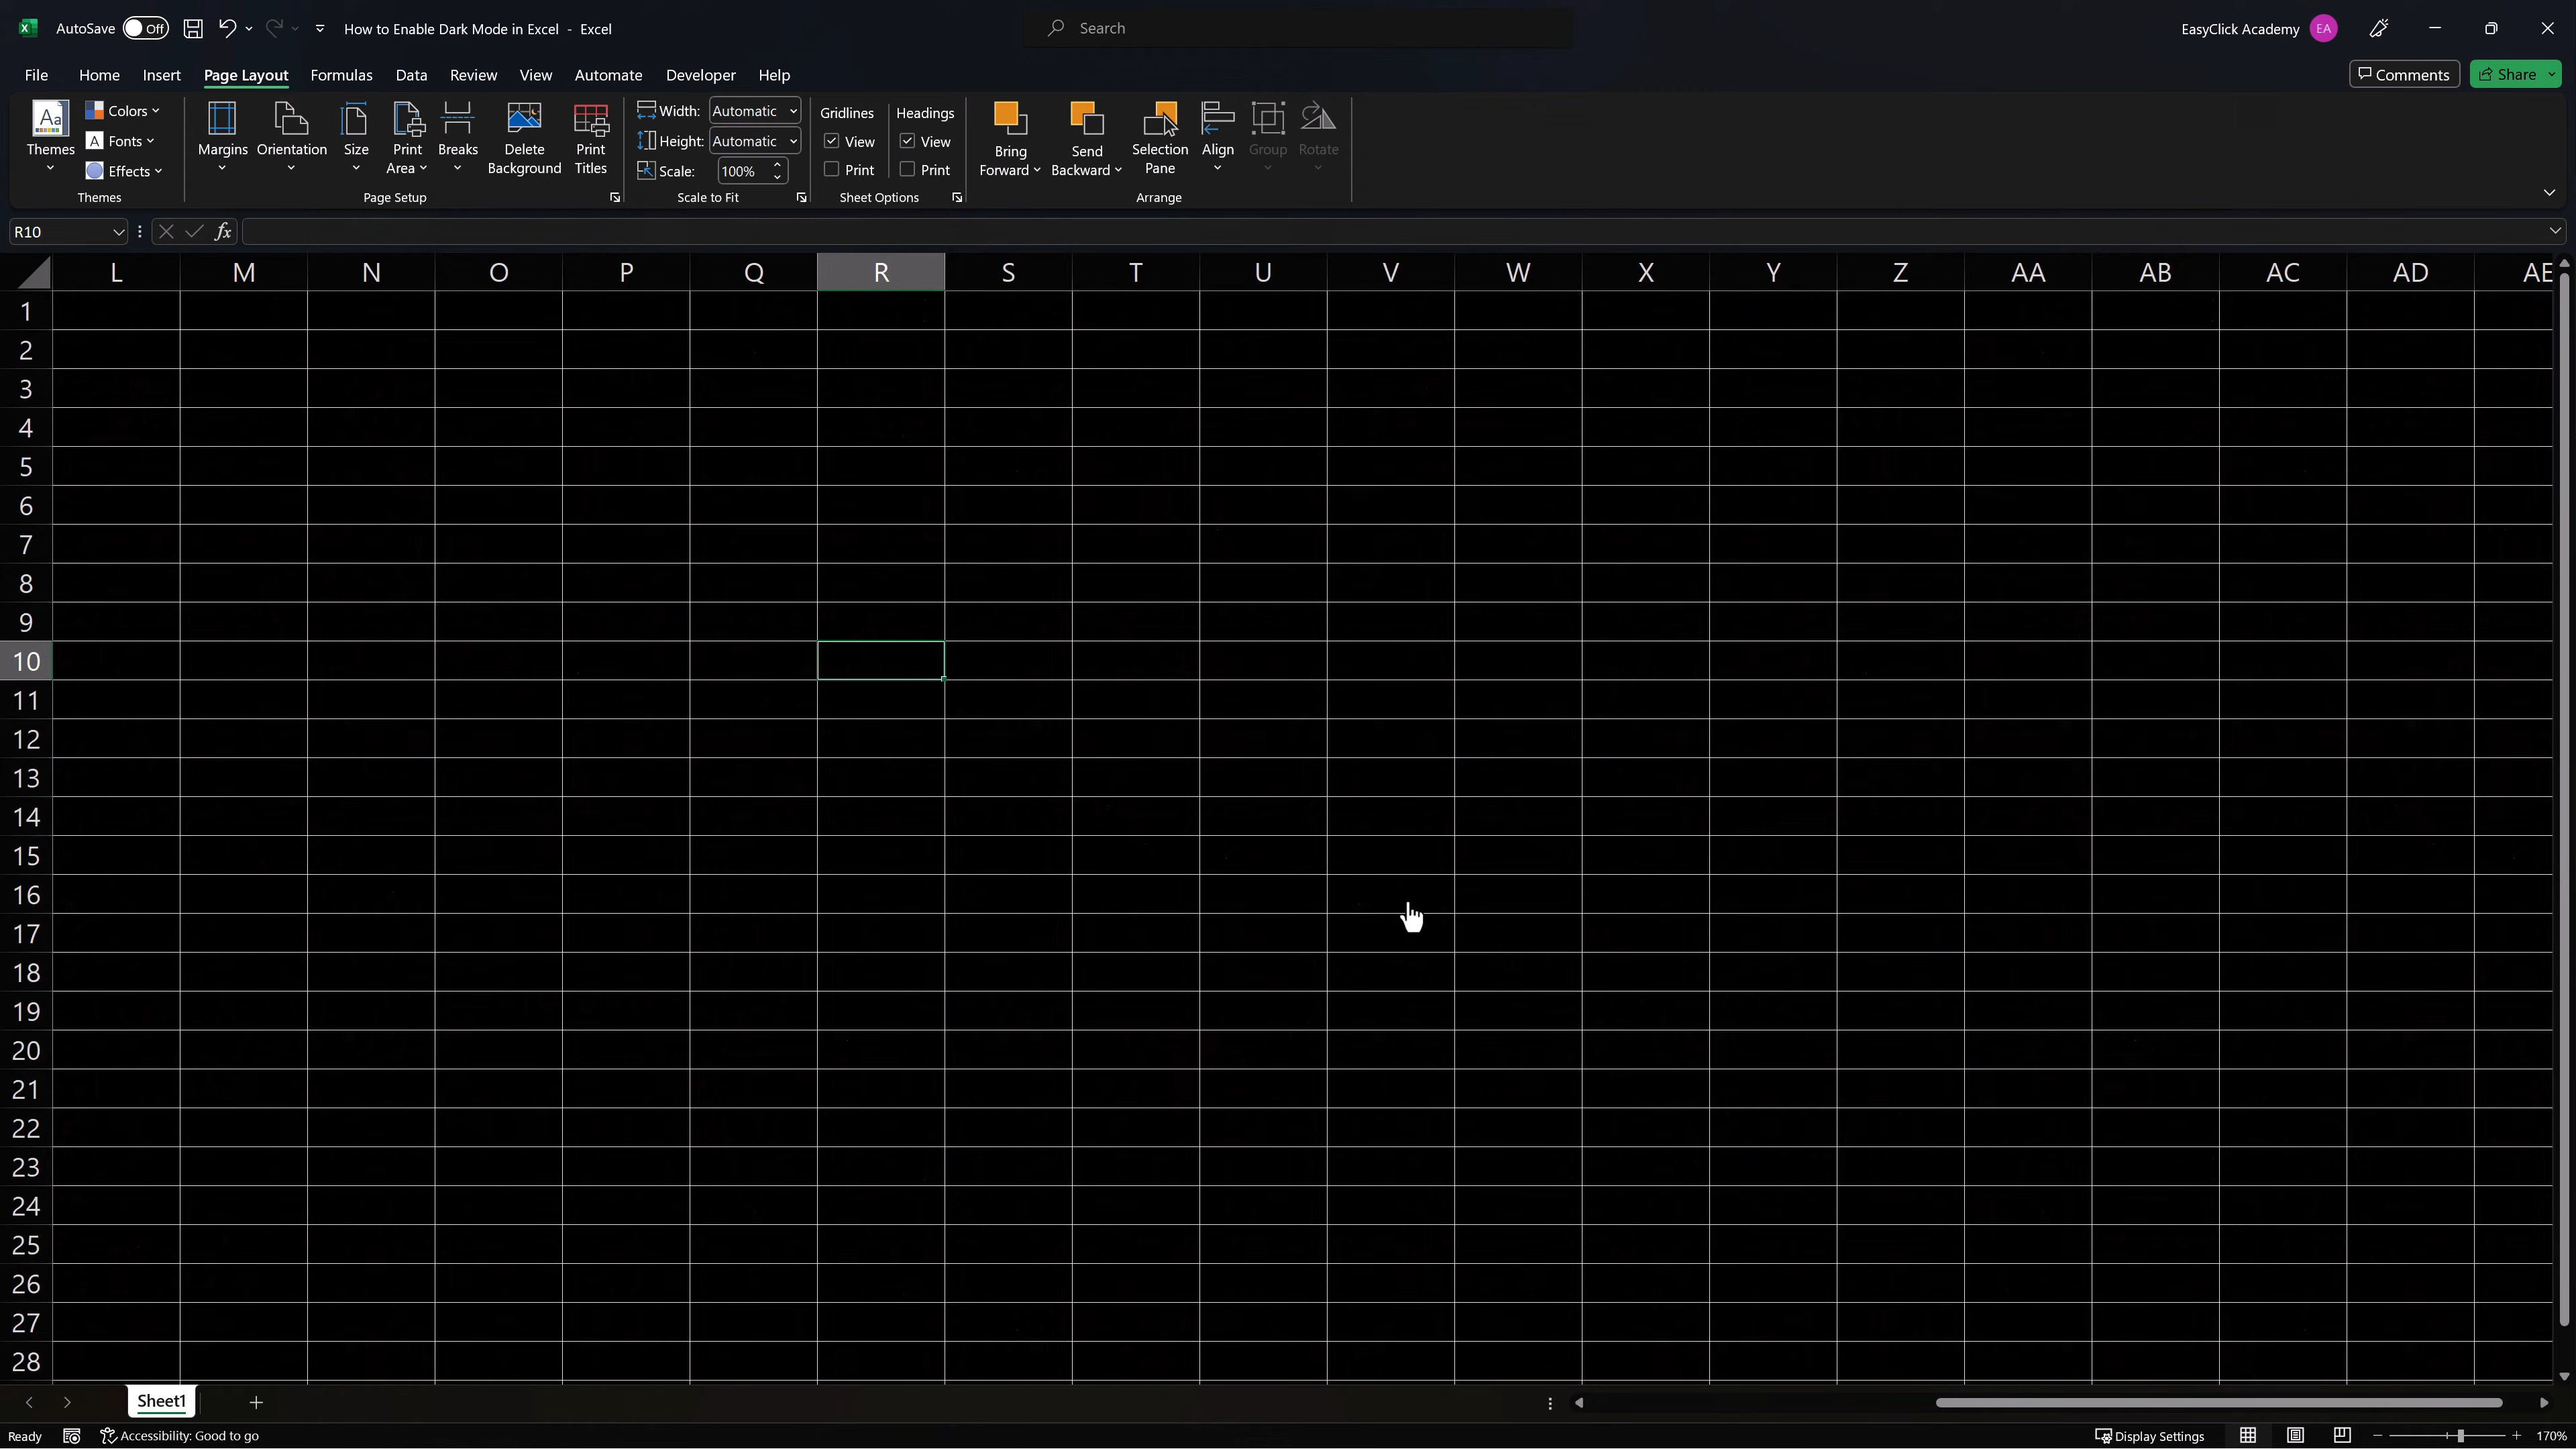 AutoSave Off How to Enable Dark Mode in Excel - Excel Search EasyClick Academy EA
File Home Insert Page Layout Formulas Data Review View Automate Developer Help Comments Share
Aa Colors Width: Automatic Gridlines Headings
Themes A Fonts Margins Orientation Size Print Breaks Delete Print Height: Automatic View View Bring Send Selection Align Group Rotate
Effects Area Background Titles Scale: 100% Print Print Forward Backward Pane
Themes Page Setup Scale to Fit Sheet Options Arrange
R10 fx
L M N O P Q R S T U V W X Y Z AA AB AC AD AE
1
2
3
4
5
6
7
8
9
10
11
12
13
14
15
16
17
18
19
20
21
22
23
24
25
26
27
28
Sheet1
Ready Accessibility: Good to go Display Settings 170%